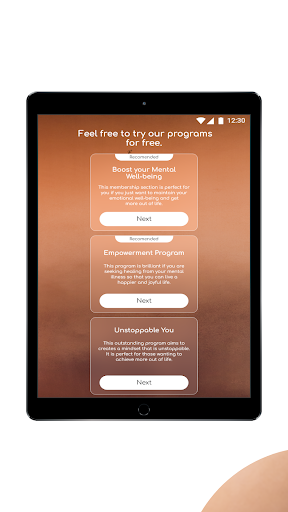 12:30
Feel free to try our programs
for free.
Recomended
Boost your Mental
Well-being
This membership section is perfect for
you if you just want to maintain your
emotional well-being and get
more out of life.
Next
Recomended
Empowerment Program
This program is brilliant if you are
seeking healing from your mental
illness so that you can live a
happier and joyful life.
Next
Unstoppable You
This outstanding program aims to
creates a mindset that is unstoppable.
It is perfect for those wanting to
achieve more out of life.
Next